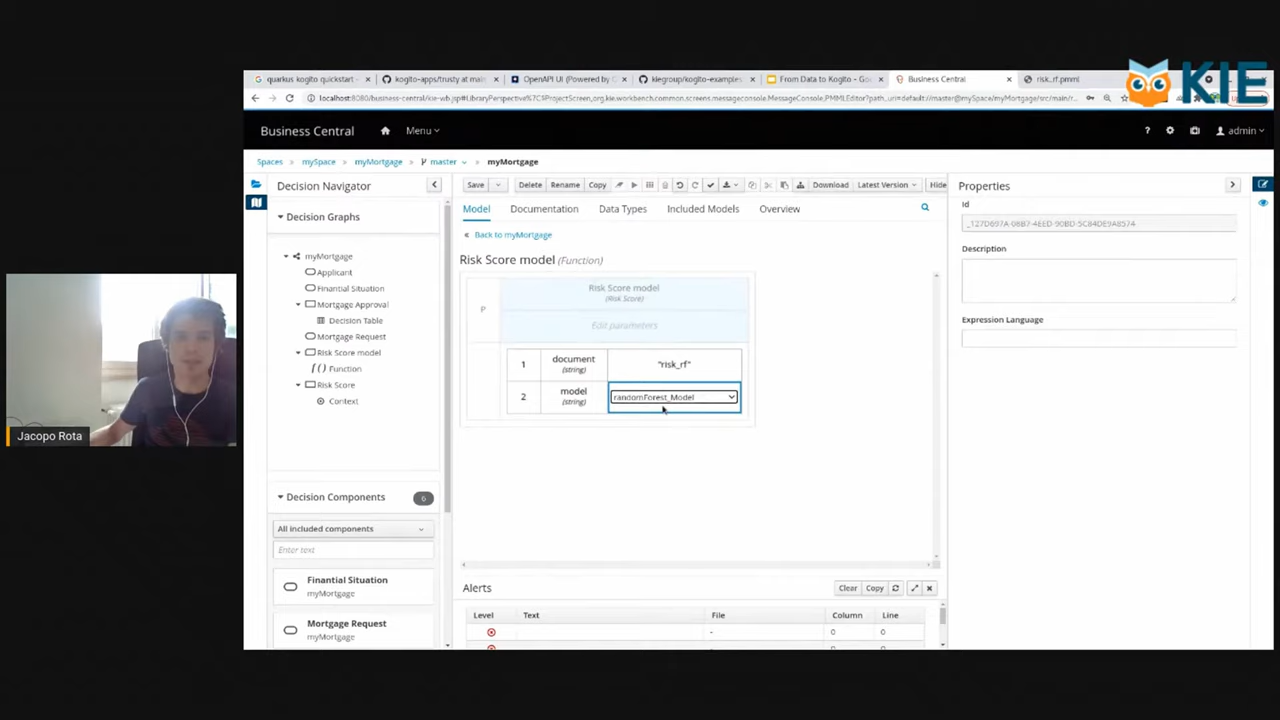 KIE
quarkus kogito quickstart
kogito-apps/trusty at main
OpenAPI UI (Powered by
kiegroup/kogito-examples
From Data to Kogito - Goo
Business Central
risk_rf.pmml
Business Central
Menu
admin
Spaces
mySpace
myMortgage
master
myMortgage
Decision Navigator
Decision Graphs
myMortgage
Applicant
Finantial Situation
Mortgage Approval
Decision Table
Mortgage Request
Risk Score model
Function
Risk Score
Context
Decision Components
6
All included components
Enter text
Finantial Situation
myMortgage
Mortgage Request
myMortgage
Save
Delete
Rename
Copy
Download
Latest Version
Hide
Model
Documentation
Data Types
Included Models
Overview
Back to myMortgage
Risk Score model (Function)
P
Risk Score model
(Risk Score)
Edit parameters
1
document
(string)
"risk_rf"
2
model
(string)
randomForest_Model
Alerts
Clear
Copy
Level
Text
File
Column
Line
-
0
0
-
0
0
Properties
Id
Description
Expression Language
Jacopo Rota